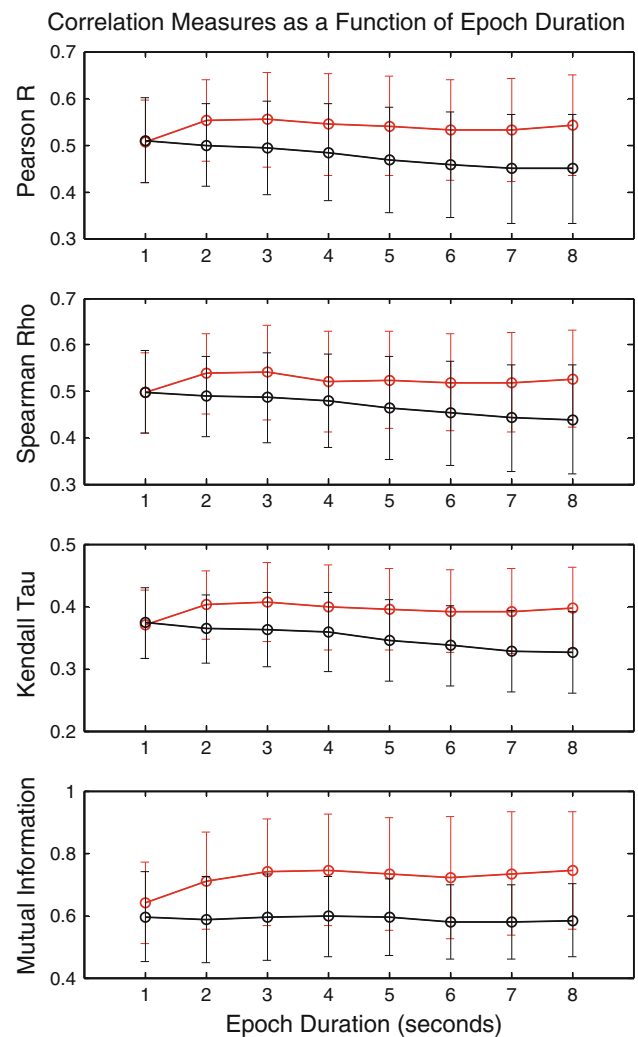 Correlation Measures as a Function of Epoch Duration
Pearson R
0.7
0.6
0.5
0.4
0.3
1 2 3 4 5 6 7 8
Spearman Rho
0.7
0.6
0.5
0.4
0.3
1 2 3 4 5 6 7 8
Kendall Tau
0.5
0.4
0.3
0.2
1 2 3 4 5 6 7 8
Mutual Information
1
0.8
0.6
0.4
1 2 3 4 5 6 7 8
Epoch Duration (seconds)